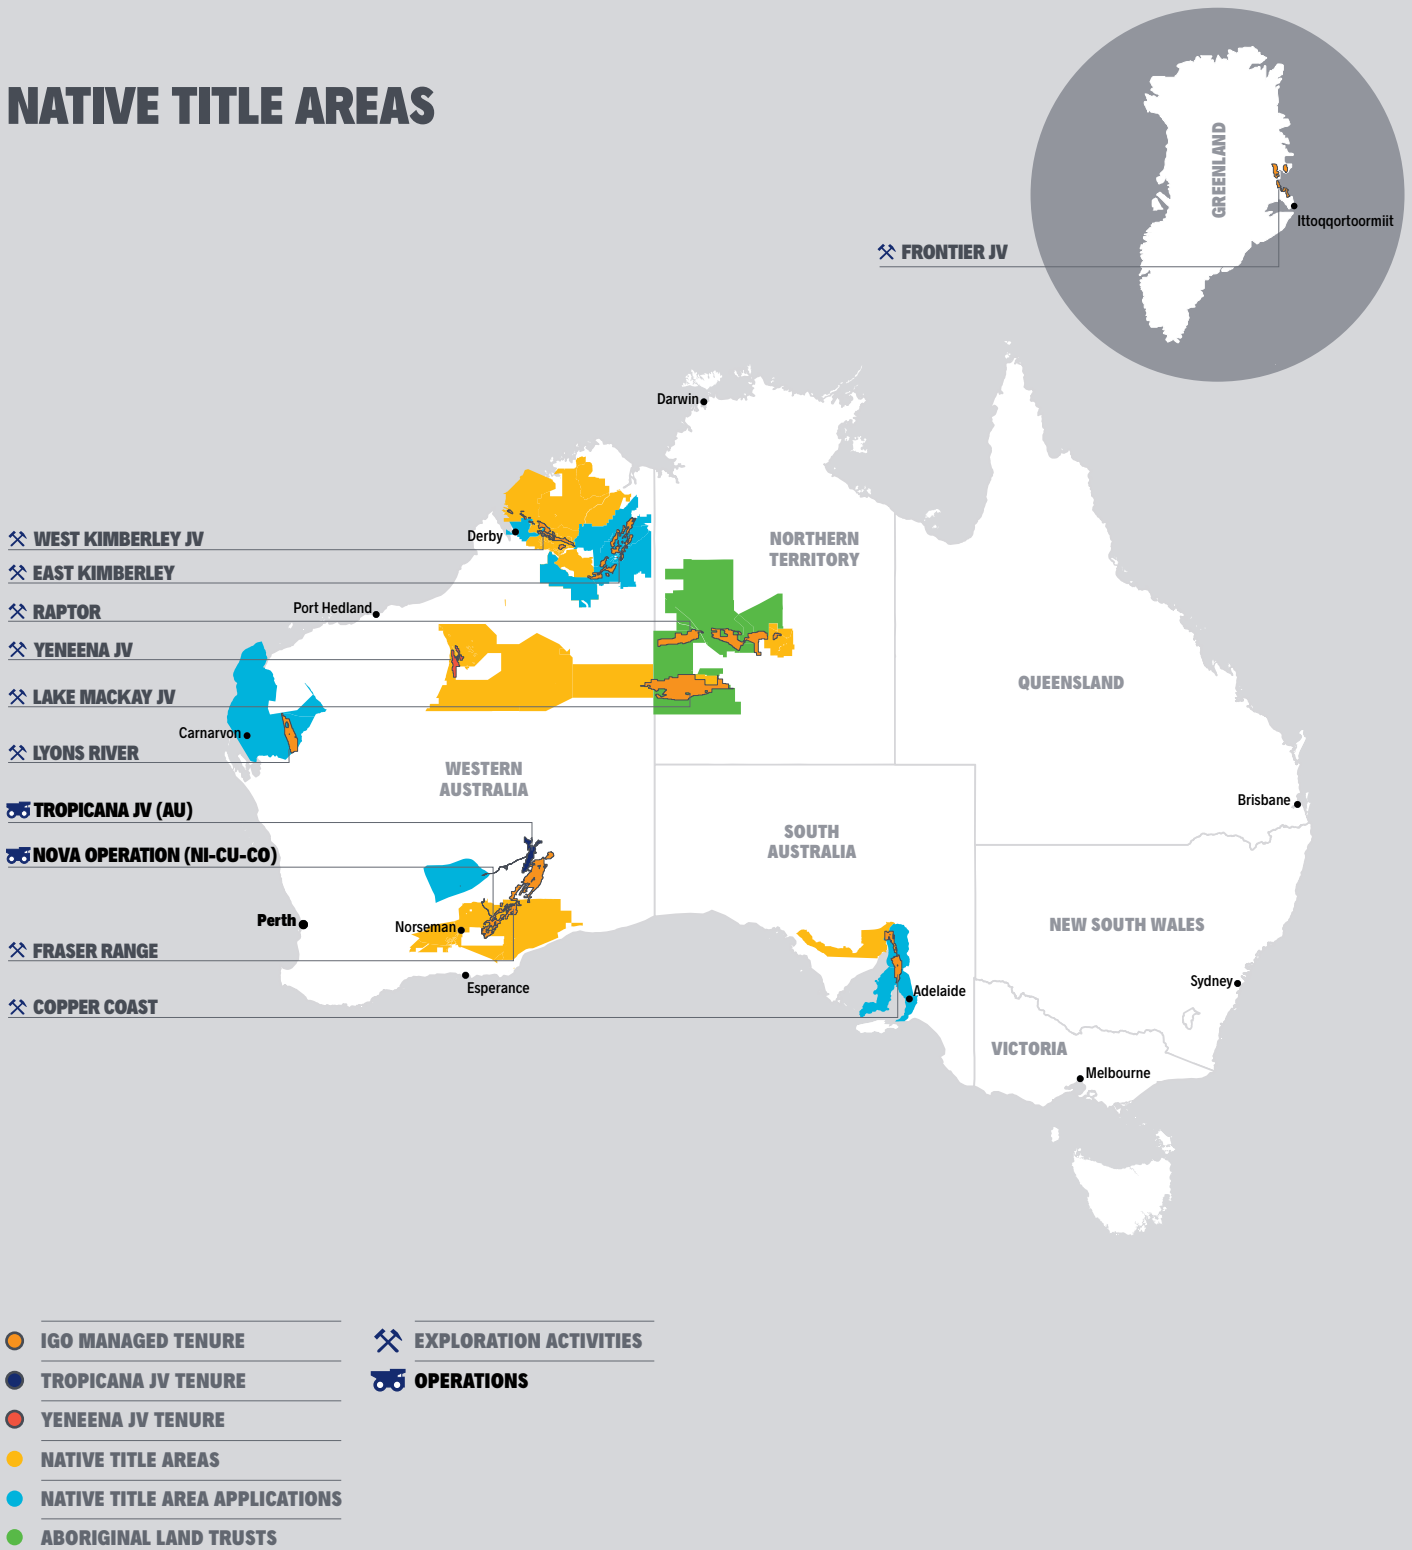 NATIVE TITLE AREAS
GREENLAND
Ittoqqortoormiit
FRONTIER JV
Darwin
WEST KIMBERLEY JV
Derby
NORTHERN
TERRITORY
EAST KIMBERLEY
RAPTOR
Port Hedland
YENEENA JV
QUEENSLAND
LAKE MACKAY JV
Carnarvon
LYONS RIVER
WESTERN
AUSTRALIA
TROPICANA JV (AU)
Brisbane
SOUTH
AUSTRALIA
NOVA OPERATION (NI-CU-CO)
Perth
Norseman
NEW SOUTH WALES
FRASER RANGE
Esperance
Adelaide
Sydney
COPPER COAST
VICTORIA
Melbourne
IGO MANAGED TENURE
TROPICANA JV TENURE
YENEENA JV TENURE
NATIVE TITLE AREAS
NATIVE TITLE AREA APPLICATIONS
ABORIGINAL LAND TRUSTS
EXPLORATION ACTIVITIES
OPERATIONS